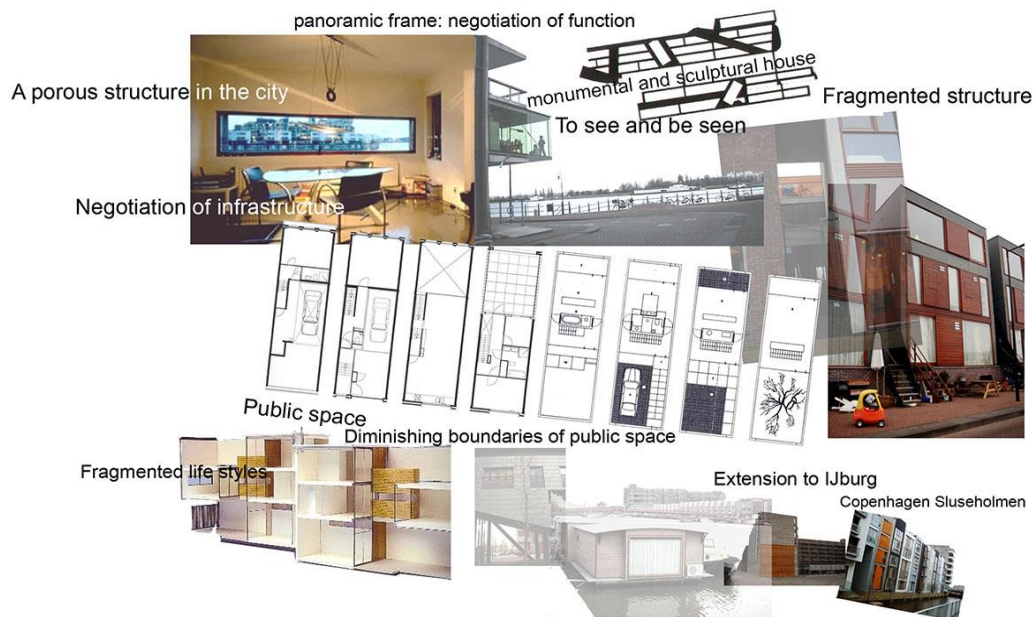 panoramic frame: negotiation of function
A porous structure in the city
monumental and sculptural house
Fragmented structure
To see and be seen
Negotiation of infrastructure
Public space
Diminishing boundaries of public space
Fragmented life styles
Extension to IJburg
Copenhagen Sluseholmen